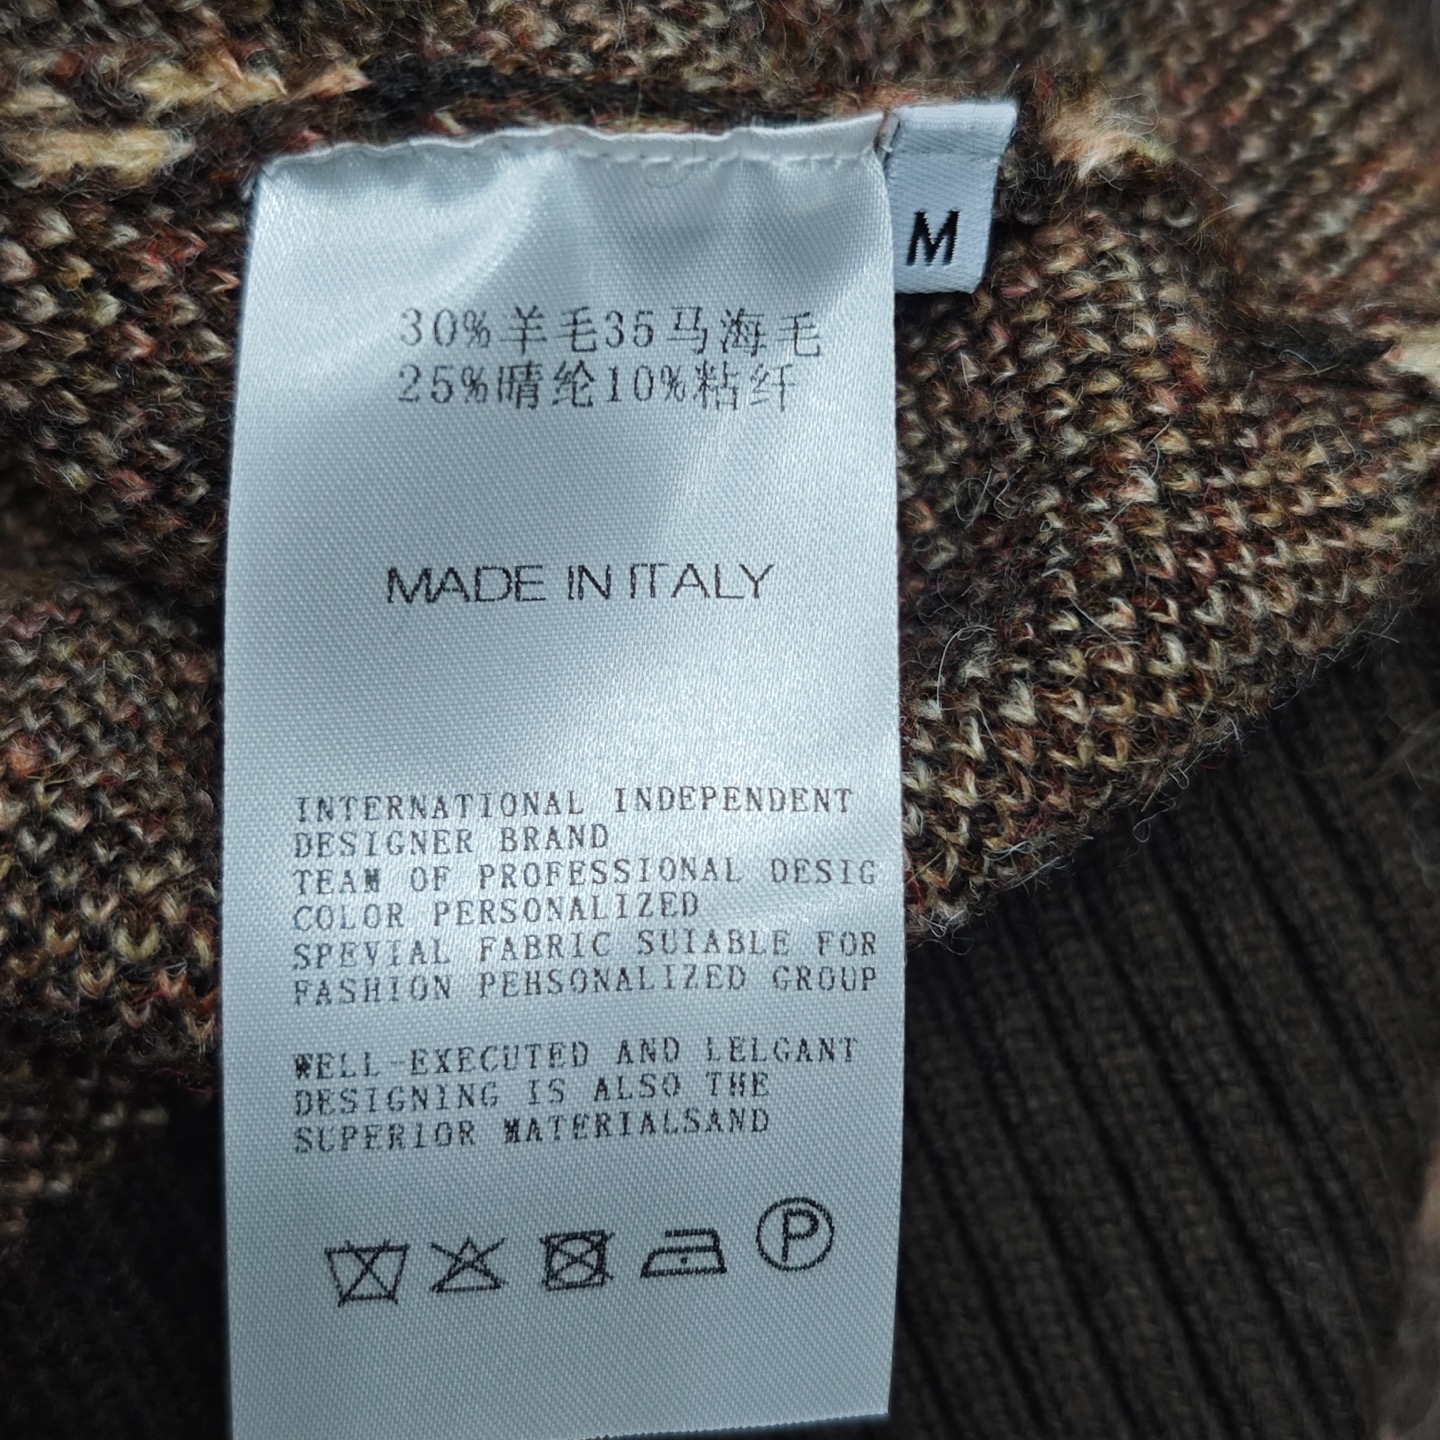 M
30%羊毛35马海毛
25%晴纶10%粘纤
MADE IN ITALY
INTERNATIONAL INDEPENDENT
DESIGNER BRAND
TEAM OF PROFESSIONAL DESIG
COLOR PERSONALIZED
SPEVIAL FABRIC SUIABLE FOR
FASHION PEHSONALIZED GROUP
WELL-EXECUTED AND LELGANT
DESIGNING IS ALSO THE
SUPERIOR MATERIALSAND
P